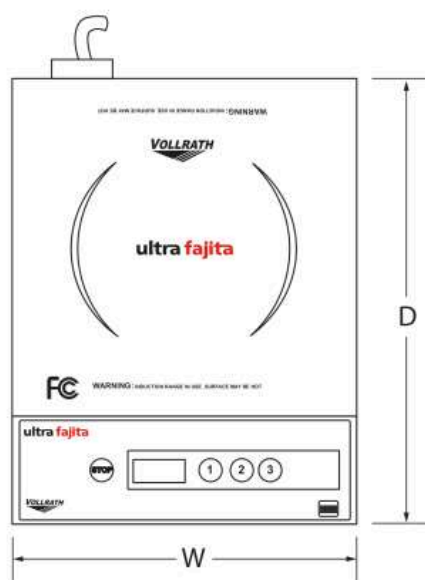 WARNING: INDUCTION RANGE IN USE, SURFACE MAY BE HOT
VOLLRATH
ultra fajita
D
FC
WARNING: INDUCTION RANGE IN USE, SURFACE MAY BE HOT
ultra fajita
STOP 1 2 3
VOLLRATH
W